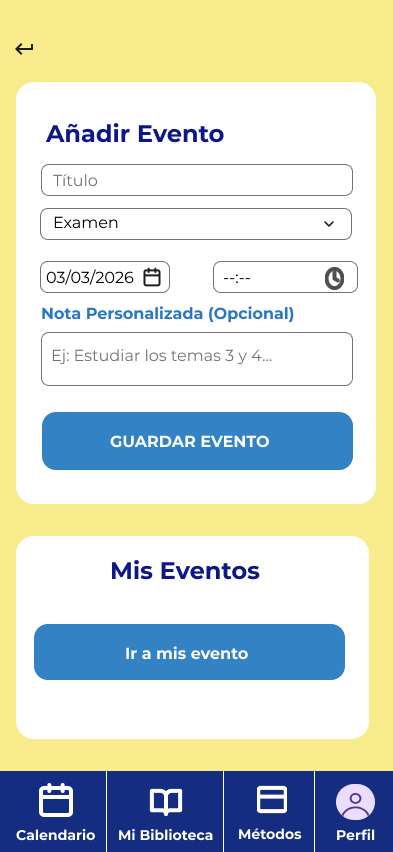 Añadir Evento
Título
Examen
03/03/2026 --:--
Nota Personalizada (Opcional)
Ej: Estudiar los temas 3 y 4...
GUARDAR EVENTO
Mis Eventos
Ir a mis evento
Calendario Mi Biblioteca Métodos Perfil